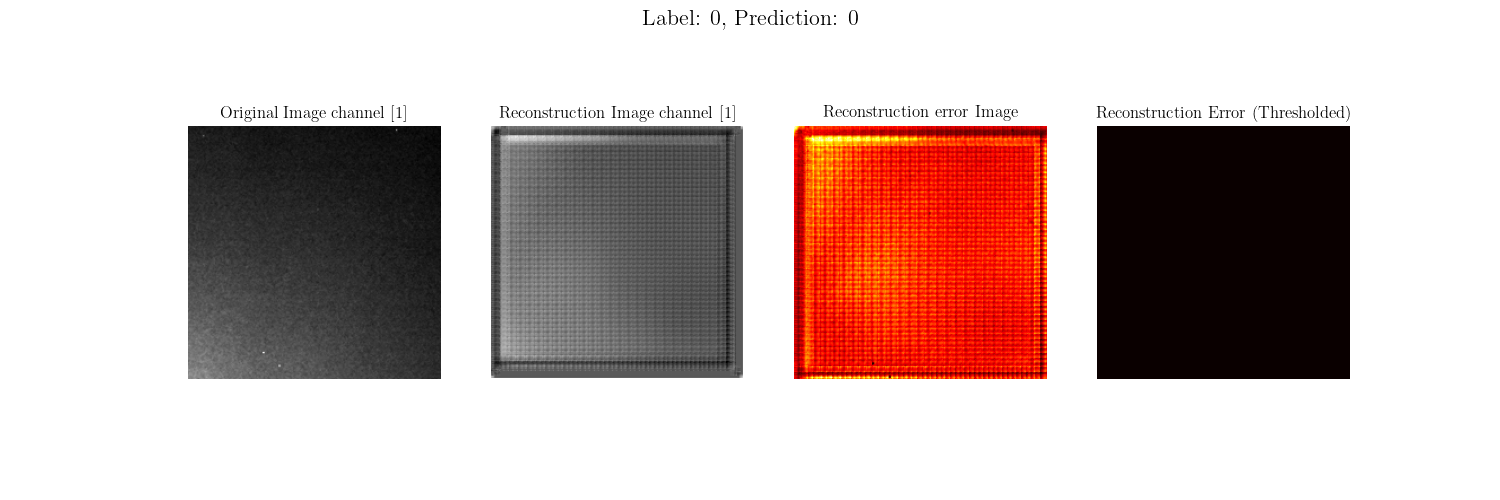 Label: 0, Prediction: 0
Original Image channel [1]
Reconstruction Image channel [1]
Reconstruction error Image
Reconstruction Error (Thresholded)